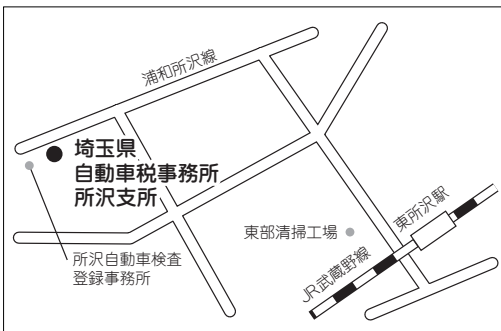 浦和所沢線
埼玉県
自動車税事務所
所沢支所
所沢自動車検査
登録事務所
東部清掃工場
東所沢駅
JR武蔵野線